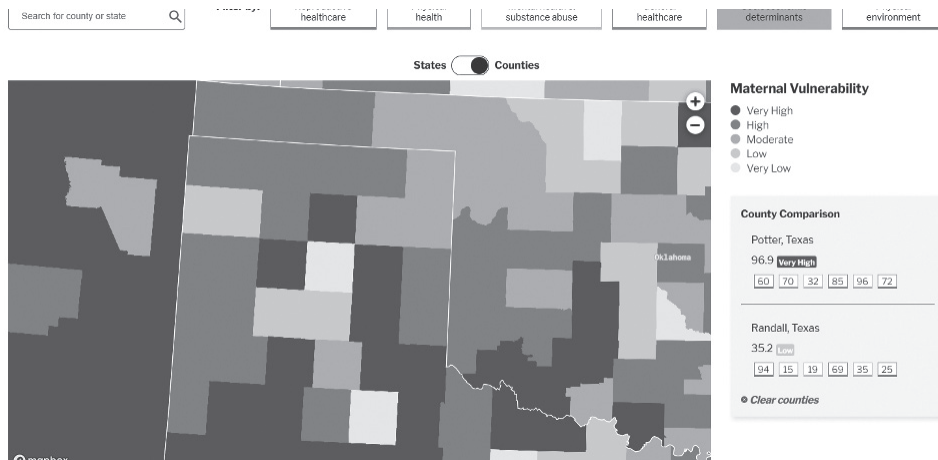 Search for county or state
healthcare
health
substance abuse
healthcare
determinants
environment
States
Counties
+
−
Maternal Vulnerability
Very High
High
Moderate
Low
Very Low
County Comparison
Potter, Texas
96.9 Very High
60 70 32 85 96 72
Randall, Texas
35.2 Low
94 15 19 69 35 25
Clear counties
Oklahoma
mapbox